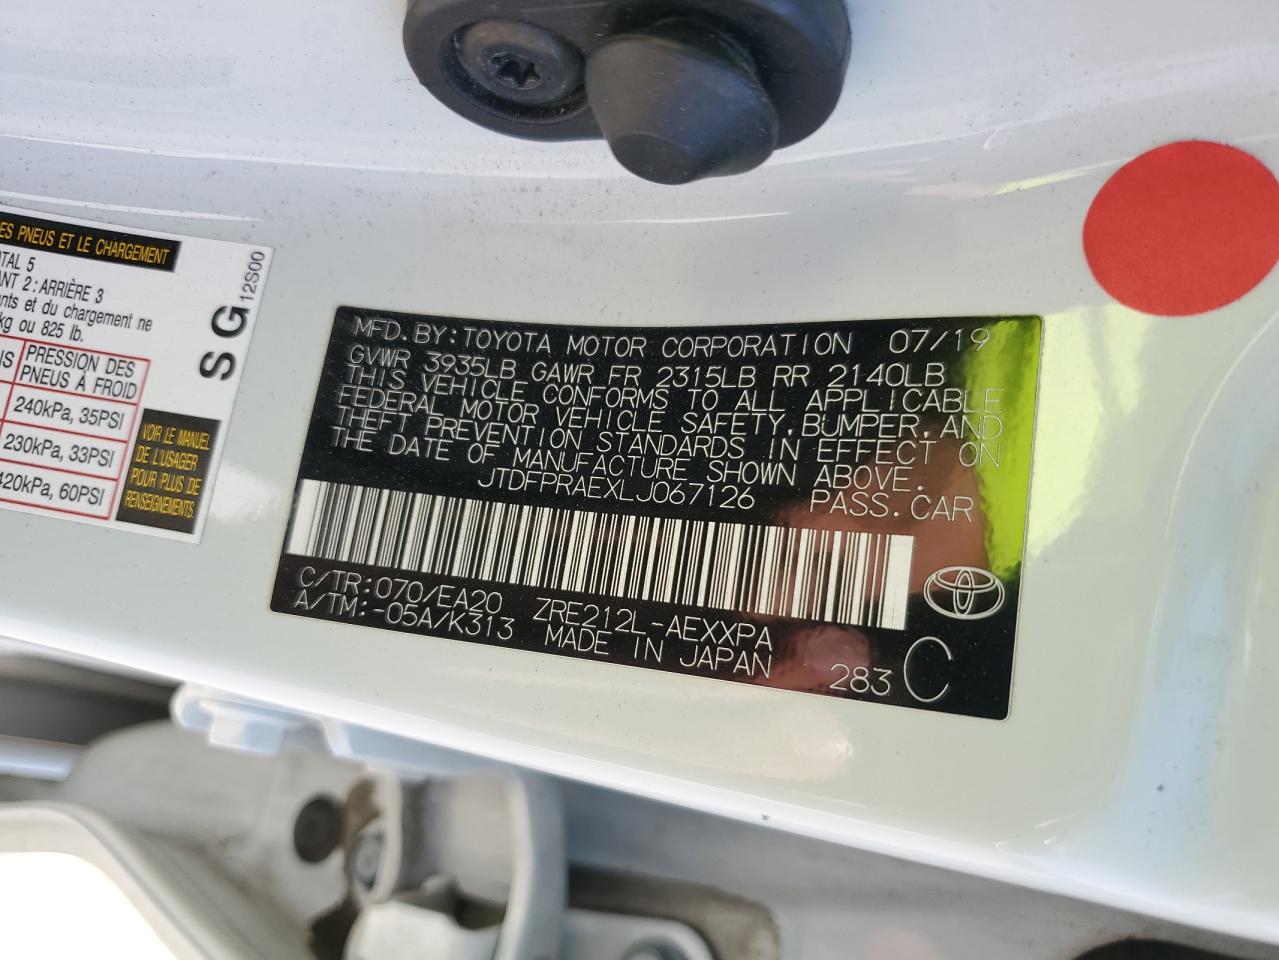 ES PNEUS ET LE CHARGEMENT
TAL 5
ANT 2 : ARRIÈRE 3
ants et du chargement ne
kg ou 825 lb.
IS PRESSION DES PNEUS À FROID
240kPa, 35PSI
230kPa, 33PSI
420kPa, 60PSI
VOIR LE MANUEL
DE L'USAGER
POUR PLUS DE
RENSEIGNEMENTS.
SG 12S00
MFD. BY: TOYOTA MOTOR CORPORATION 07/19
GVWR 3935LB GAWR FR 2315LB RR 2140LB
THIS VEHICLE CONFORMS TO ALL APPLICABLE
FEDERAL MOTOR VEHICLE SAFETY, BUMPER, AND
THEFT PREVENTION STANDARDS IN EFFECT ON
THE DATE OF MANUFACTURE SHOWN ABOVE.
JTDFPRAEXLJ067126 PASS. CAR
C/TR: 070/EA20 ZRE212L-AEXXPA
A/TM: -05A/K313 MADE IN JAPAN 283 C